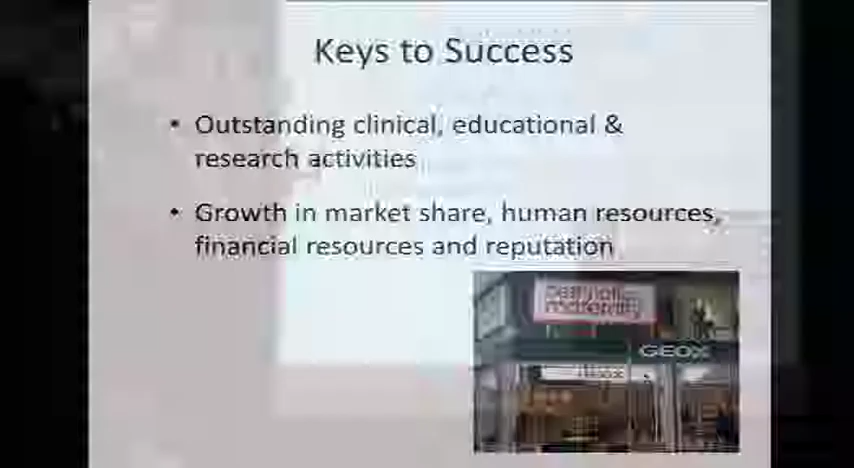 Keys to Success
• Outstanding clinical, educational &
research activities
• Growth in market share, human resources,
financial resources and reputation
maternity
GEOX